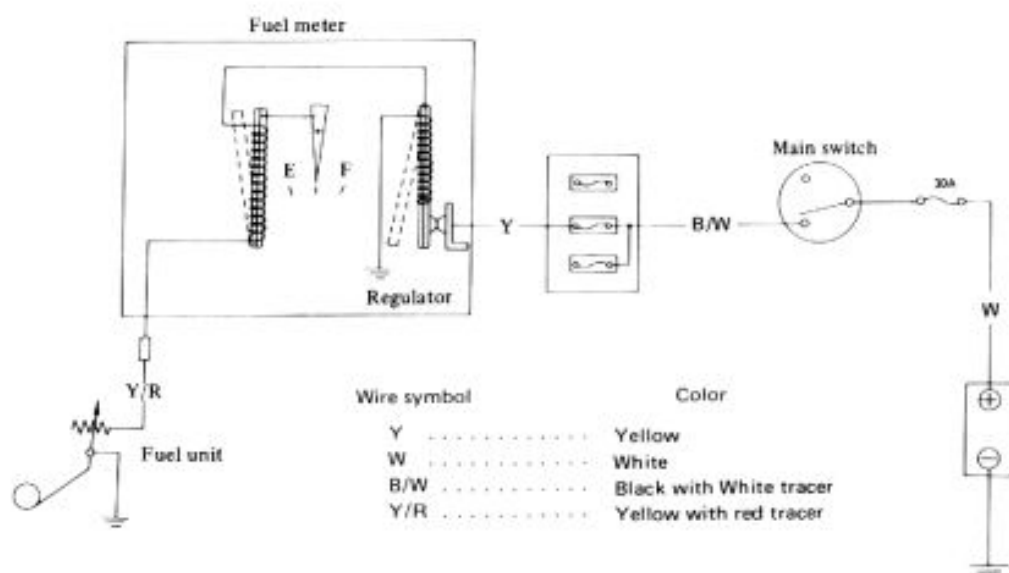 Fuel meter
E F
Regulator
Y
B/W
Main switch
30A
W
Y/R
Fuel unit
+
−
Wire symbol Color
Y . . . . . . . . . . . . Yellow
W . . . . . . . . . . . . White
B/W . . . . . . . . . . . . Black with White tracer
Y/R . . . . . . . . . . . . Yellow with red tracer